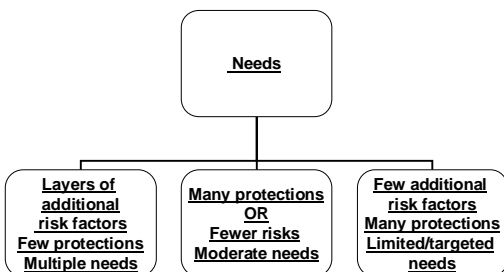 Needs
Layers of
additional
risk factors
Few protections
Multiple needs
Many protections
OR
Fewer risks
Moderate needs
Few additional
risk factors
Many protections
Limited/targeted
needs